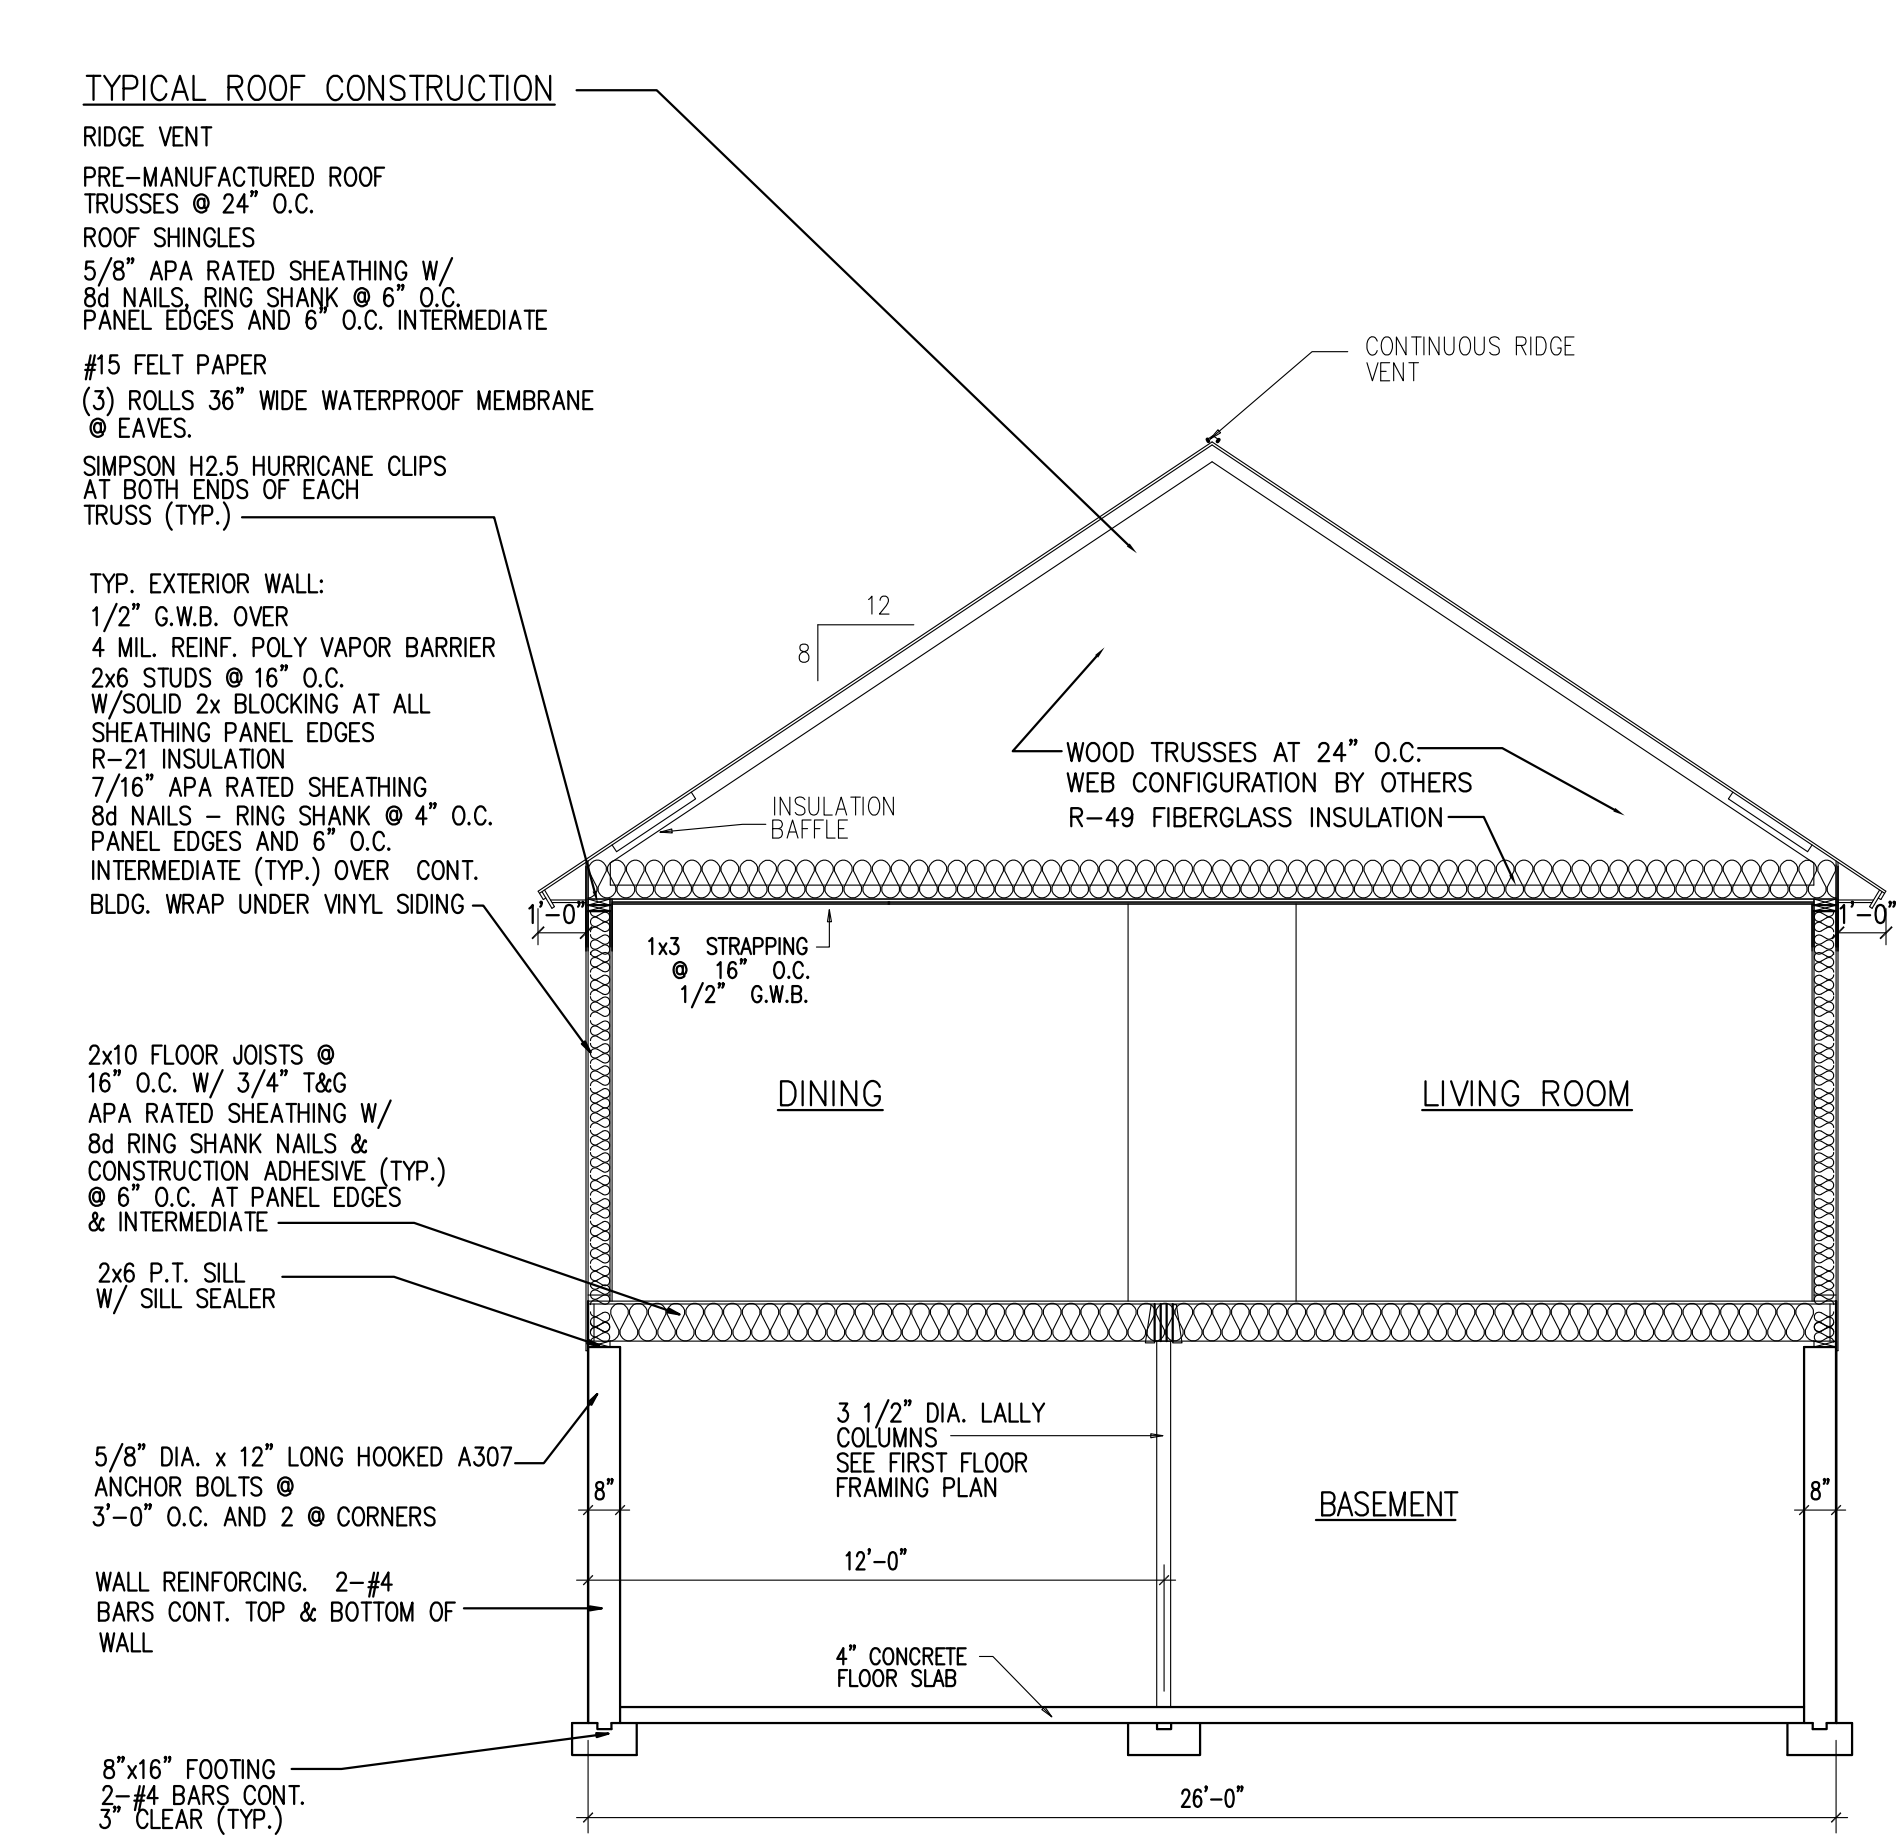 TYPICAL ROOF CONSTRUCTION
RIDGE VENT
PRE-MANUFACTURED ROOF
TRUSSES @ 24" O.C.
ROOF SHINGLES
5/8" APA RATED SHEATHING W/
8d NAILS, RING SHANK @ 6" O.C.
PANEL EDGES AND 6" O.C. INTERMEDIATE
#15 FELT PAPER
(3) ROLLS 36" WIDE WATERPROOF MEMBRANE
@ EAVES.
SIMPSON H2.5 HURRICANE CLIPS
AT BOTH ENDS OF EACH
TRUSS (TYP.)
TYP. EXTERIOR WALL:
1/2" G.W.B. OVER
4 MIL. REINF. POLY VAPOR BARRIER
2x6 STUDS @ 16" O.C.
W/SOLID 2x BLOCKING AT ALL
SHEATHING PANEL EDGES
R-21 INSULATION
7/16" APA RATED SHEATHING
8d NAILS - RING SHANK @ 4" O.C.
PANEL EDGES AND 6" O.C.
INTERMEDIATE (TYP.) OVER CONT.
BLDG. WRAP UNDER VINYL SIDING
2x10 FLOOR JOISTS @
16" O.C. W/ 3/4" T&G
APA RATED SHEATHING W/
8d RING SHANK NAILS &
CONSTRUCTION ADHESIVE (TYP.)
@ 6" O.C. AT PANEL EDGES
& INTERMEDIATE
2x6 P.T. SILL
W/ SILL SEALER
5/8" DIA. x 12" LONG HOOKED A307
ANCHOR BOLTS @
3'-0" O.C. AND 2 @ CORNERS
WALL REINFORCING. 2-#4
BARS CONT. TOP & BOTTOM OF
WALL
8"x16" FOOTING
2-#4 BARS CONT.
3" CLEAR (TYP.)
CONTINUOUS RIDGE
VENT
12
8
WOOD TRUSSES AT 24" O.C.
WEB CONFIGURATION BY OTHERS
R-49 FIBERGLASS INSULATION
INSULATION
BAFFLE
1'-0"
1'-0"
1x3 STRAPPING
@ 16" O.C.
1/2" G.W.B.
DINING
LIVING ROOM
3 1/2" DIA. LALLY
COLUMNS
SEE FIRST FLOOR
FRAMING PLAN
8"
8"
BASEMENT
12'-0"
4" CONCRETE
FLOOR SLAB
26'-0"